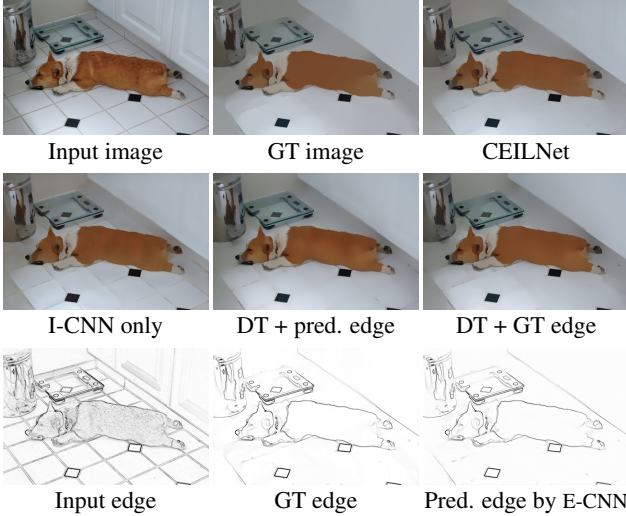 Input image
GT image
CEILNet
I-CNN only
DT + pred. edge
DT + GT edge
Input edge
GT edge
Pred. edge by E-CNN